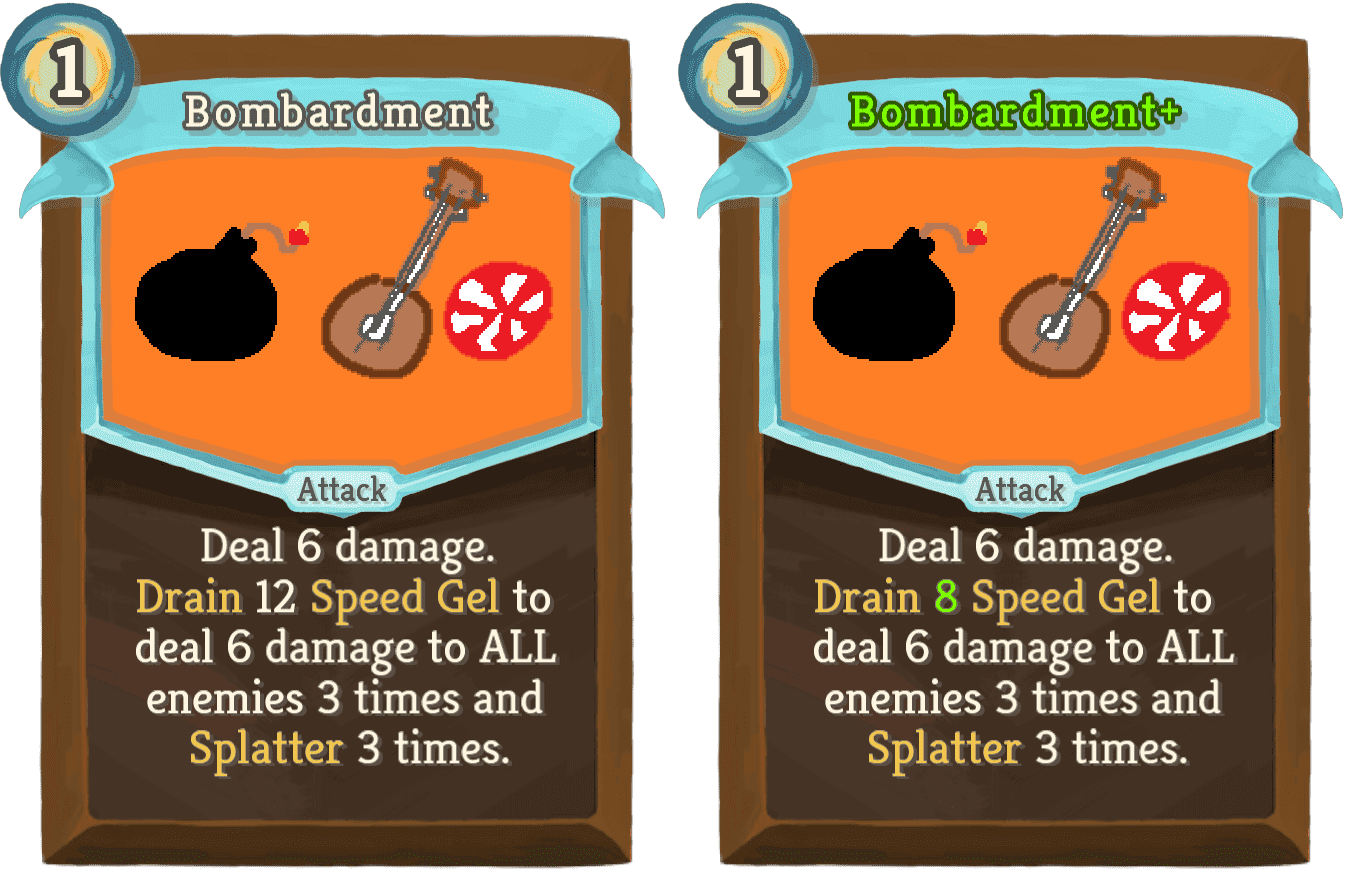 1
Bombardment
Attack
Deal 6 damage.
Drain 12 Speed Gel to
deal 6 damage to ALL
enemies 3 times and
Splatter 3 times.
1
Bombardment+
Attack
Deal 6 damage.
Drain 8 Speed Gel to
deal 6 damage to ALL
enemies 3 times and
Splatter 3 times.